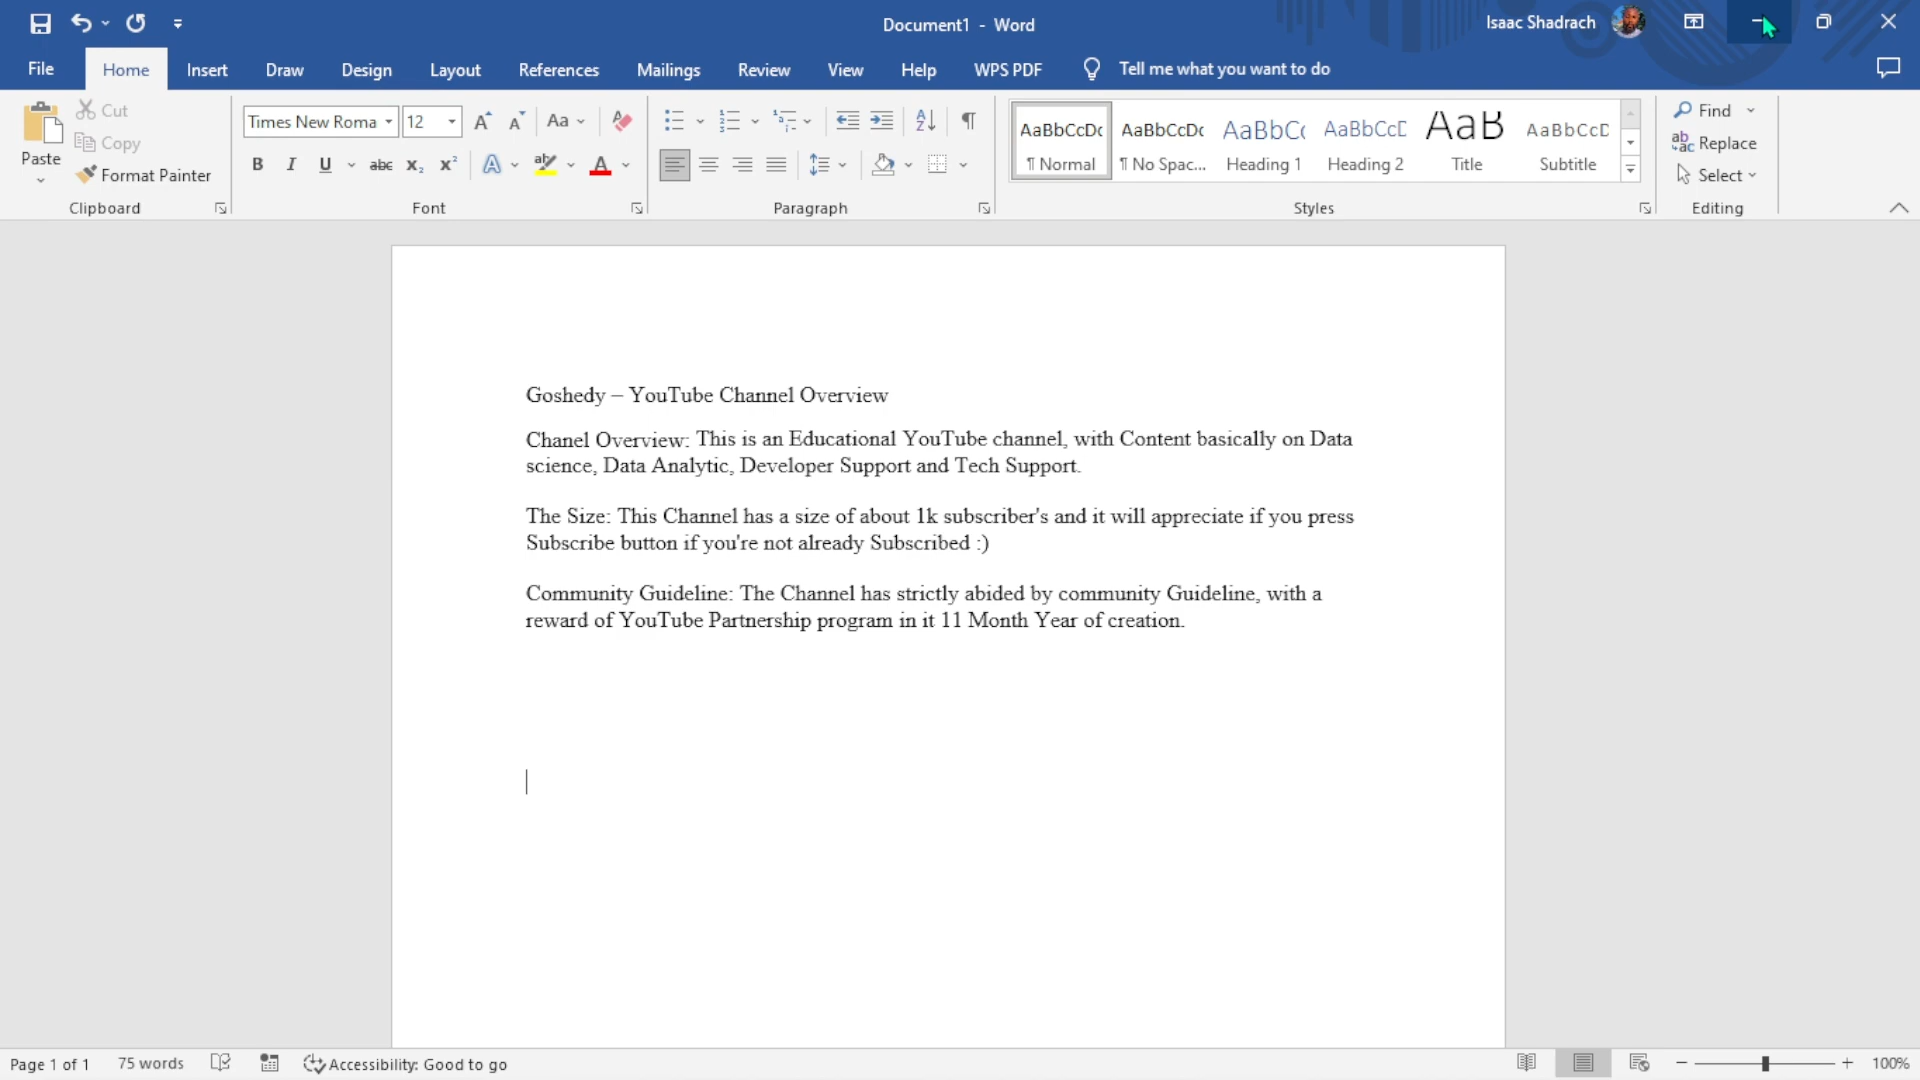 Document1 - Word
Isaac Shadrach
File Home Insert Draw Design Layout References Mailings Review View Help WPS PDF Tell me what you want to do
Paste
Cut
Copy
Format Painter
Clipboard
Times New Roma 12 A A Aa
B I U abc x₂ x² A A
Font
Paragraph
AaBbCcDc AaBbCcDc AaBbC AaBbCcD AaB AaBbCcD
¶ Normal ¶ No Spac... Heading 1 Heading 2 Title Subtitle
Styles
Find
Replace
Select
Editing
Goshedy – YouTube Channel Overview
Chanel Overview: This is an Educational YouTube channel, with Content basically on Data
science, Data Analytic, Developer Support and Tech Support.
The Size: This Channel has a size of about 1k subscriber's and it will appreciate if you press
Subscribe button if you're not already Subscribed :)
Community Guideline: The Channel has strictly abided by community Guideline, with a
reward of YouTube Partnership program in it 11 Month Year of creation.
Page 1 of 1 75 words Accessibility: Good to go 100%